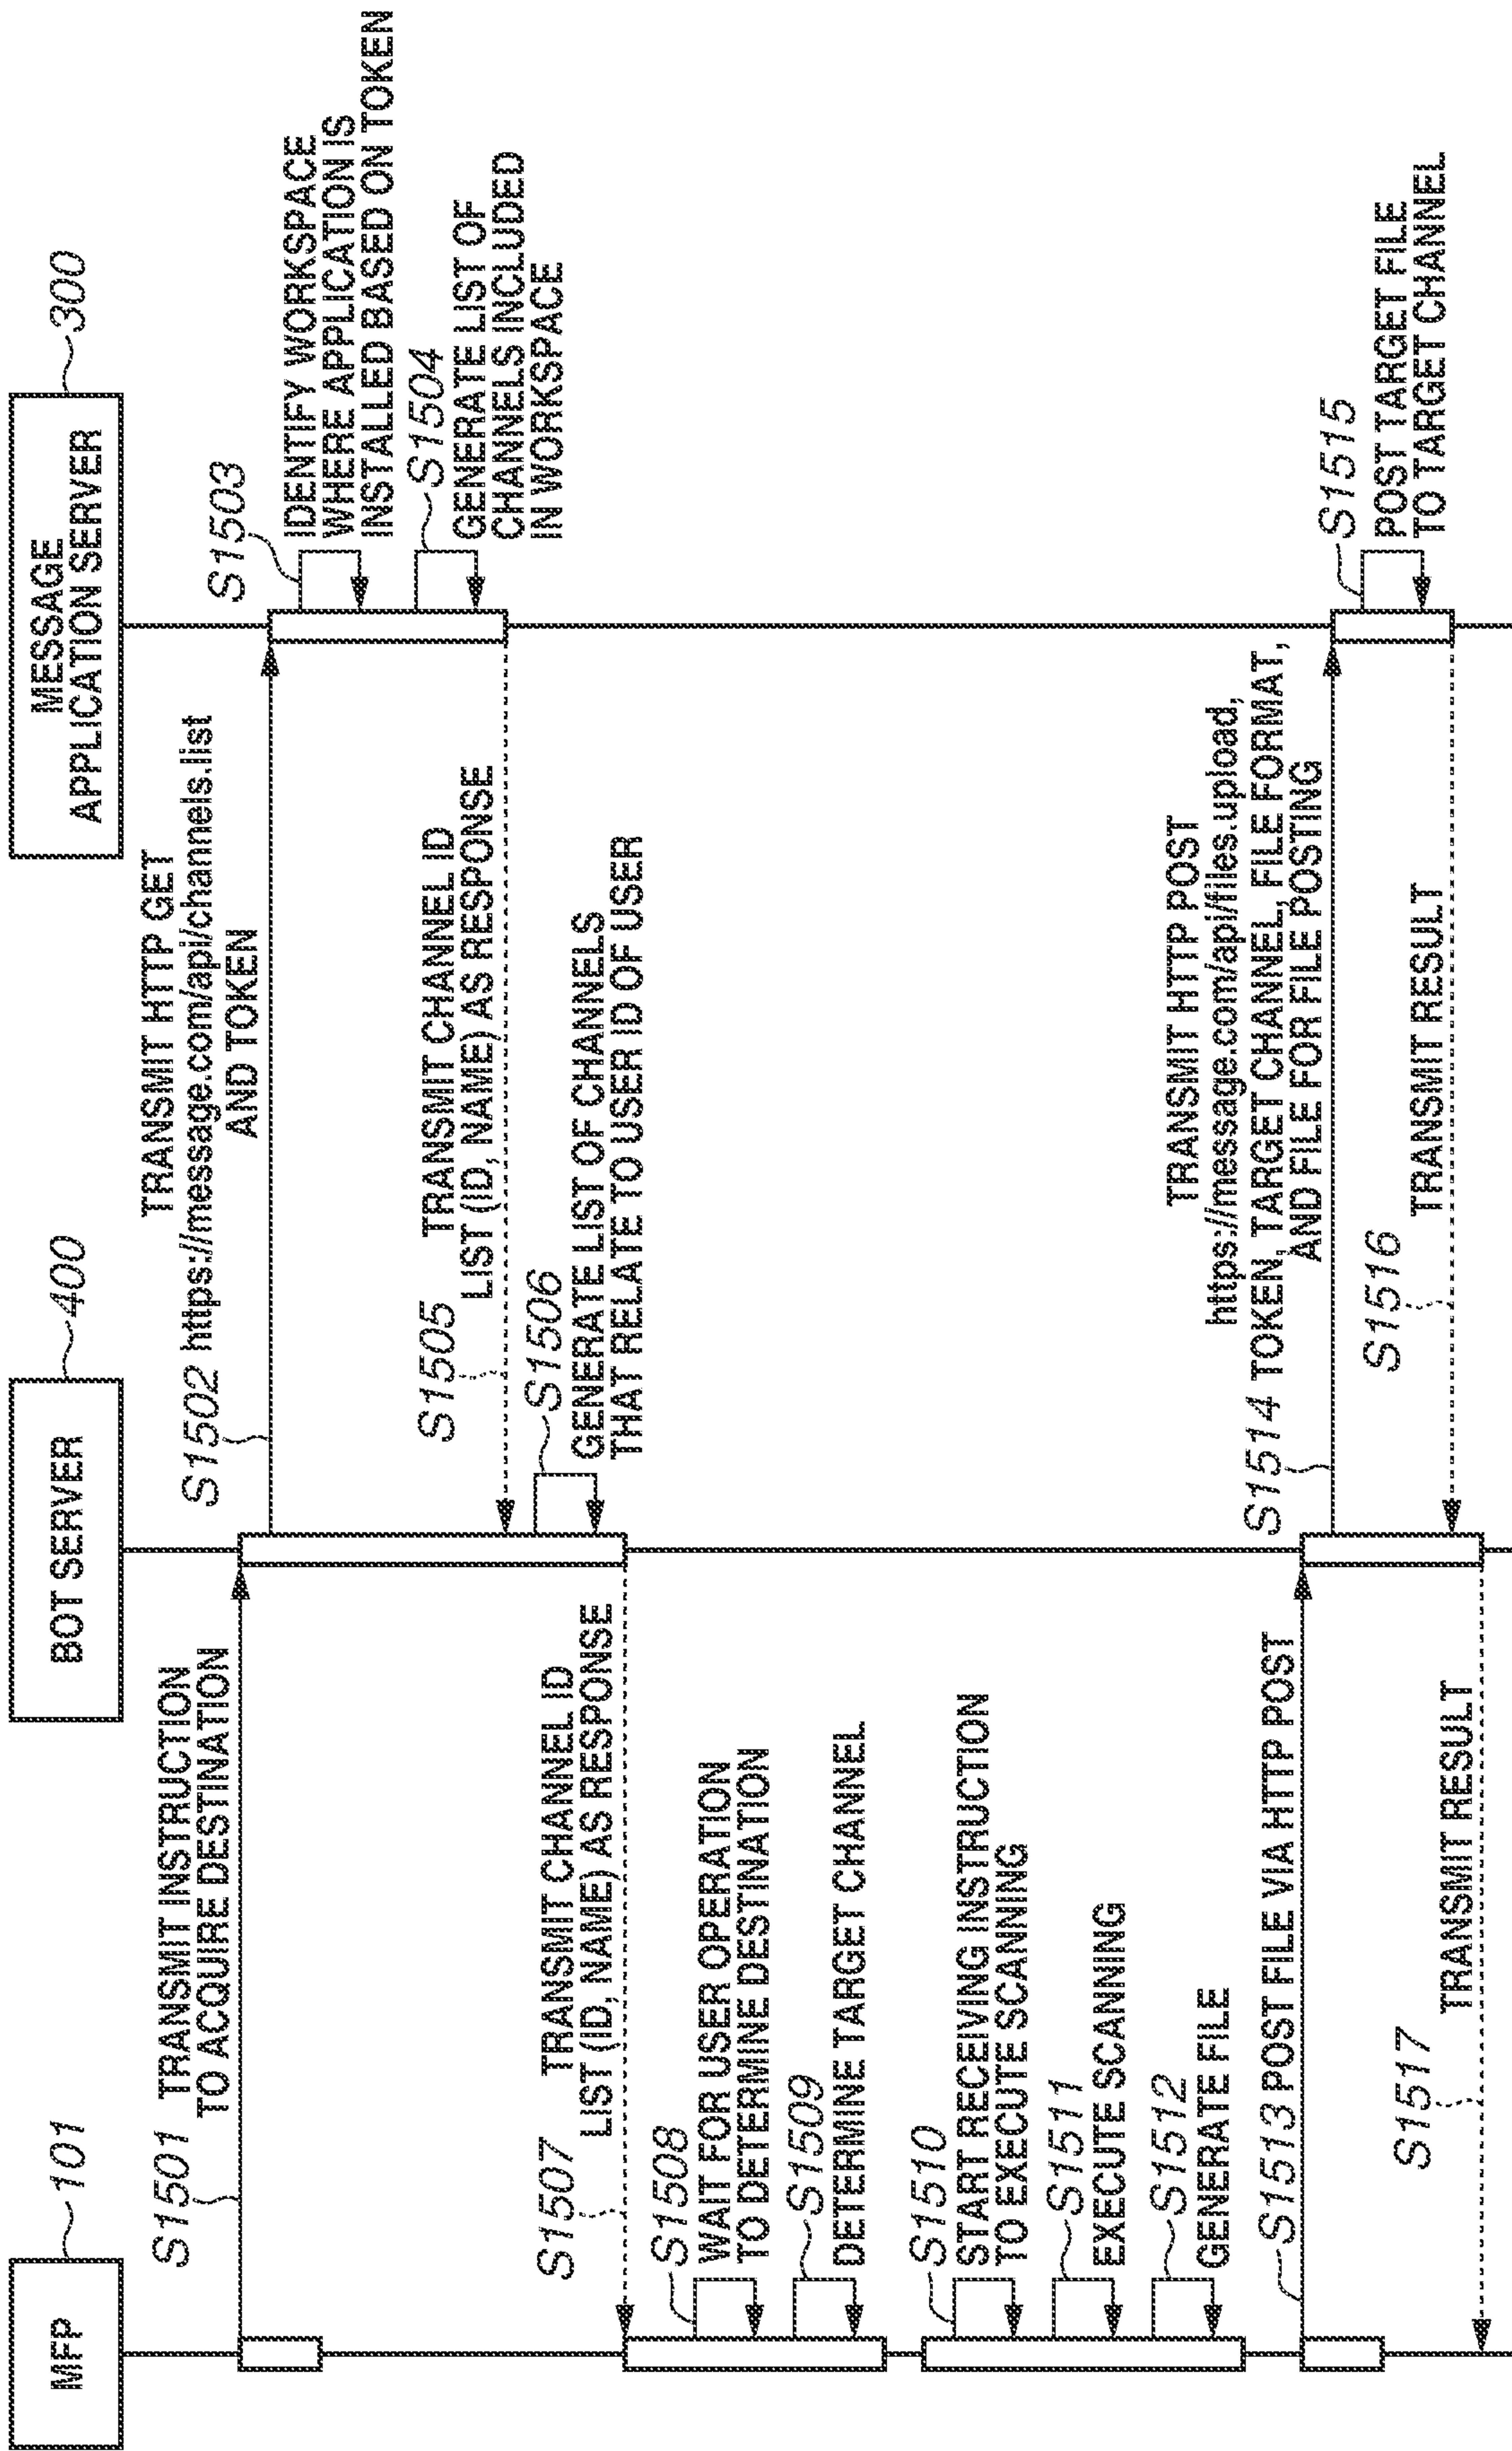 MFP
101
BOT SERVER
400
MESSAGE
APPLICATION SERVER
300
S1501
TRANSMIT INSTRUCTION
TO ACQUIRE DESTINATION
TRANSMIT HTTP GET
S1502 https://message.com/api/channels.list
AND TOKEN
S1503
IDENTIFY WORKSPACE
WHERE APPLICATION IS
INSTALLED BASED ON TOKEN
S1504
GENERATE LIST OF
CHANNELS INCLUDED
IN WORKSPACE
S1505
TRANSMIT CHANNEL ID
LIST (ID, NAME) AS RESPONSE
S1506
GENERATE LIST OF CHANNELS
THAT RELATE TO USER ID OF USER
S1507
TRANSMIT CHANNEL ID
LIST (ID, NAME) AS RESPONSE
S1508
WAIT FOR USER OPERATION
TO DETERMINE DESTINATION
S1509
DETERMINE TARGET CHANNEL
S1510
START RECEIVING INSTRUCTION
TO EXECUTE SCANNING
S1511
EXECUTE SCANNING
S1512
GENERATE FILE
S1513 POST FILE VIA HTTP POST
TRANSMIT HTTP POST
https://message.com/api/files.upload,
S1514 TOKEN, TARGET CHANNEL, FILE FORMAT,
AND FILE FOR FILE POSTING
S1515
POST TARGET FILE
TO TARGET CHANNEL
S1516
TRANSMIT RESULT
S1517
TRANSMIT RESULT